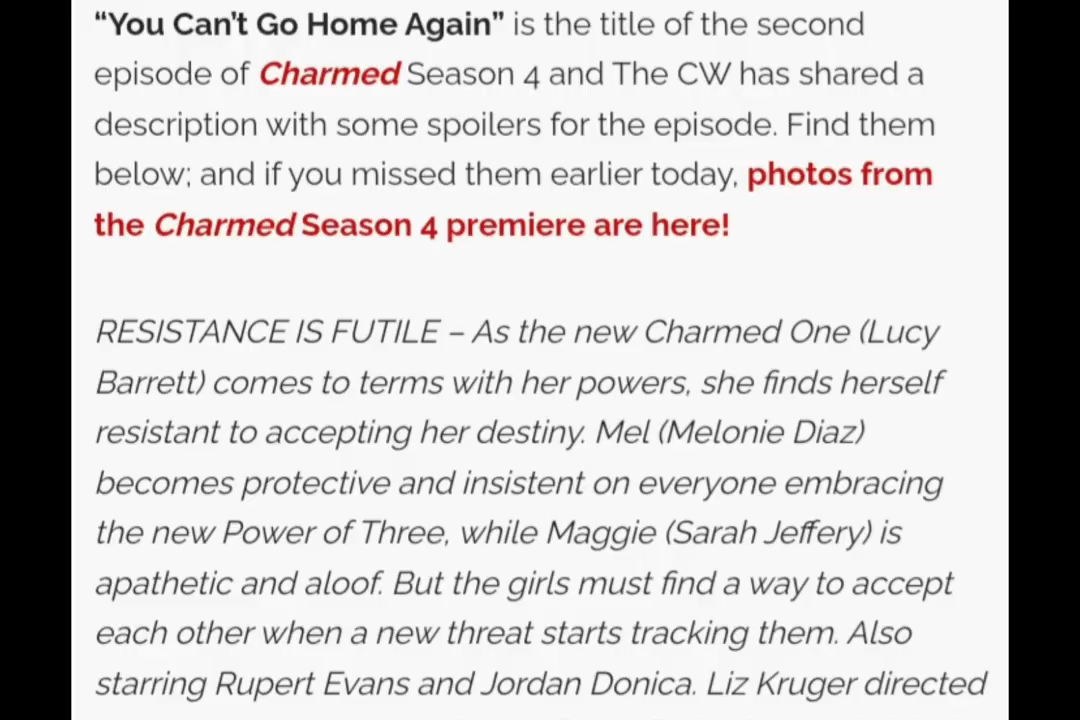 “You Can’t Go Home Again” is the title of the second
episode of Charmed Season 4 and The CW has shared a
description with some spoilers for the episode. Find them
below; and if you missed them earlier today, photos from
the Charmed Season 4 premiere are here!
RESISTANCE IS FUTILE – As the new Charmed One (Lucy
Barrett) comes to terms with her powers, she finds herself
resistant to accepting her destiny. Mel (Melonie Diaz)
becomes protective and insistent on everyone embracing
the new Power of Three, while Maggie (Sarah Jeffery) is
apathetic and aloof. But the girls must find a way to accept
each other when a new threat starts tracking them. Also
starring Rupert Evans and Jordan Donica. Liz Kruger directed